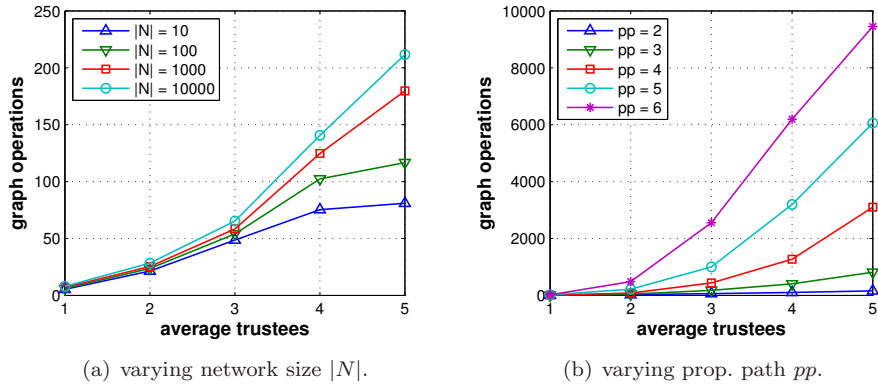 250
200
150
100
50
0
graph operations
|N| = 10
|N| = 100
|N| = 1000
|N| = 10000
1 2 3 4 5
average trustees
(a) varying network size |N|.
10000
8000
6000
4000
2000
0
graph operations
pp = 2
pp = 3
pp = 4
pp = 5
pp = 6
1 2 3 4 5
average trustees
(b) varying prop. path pp.